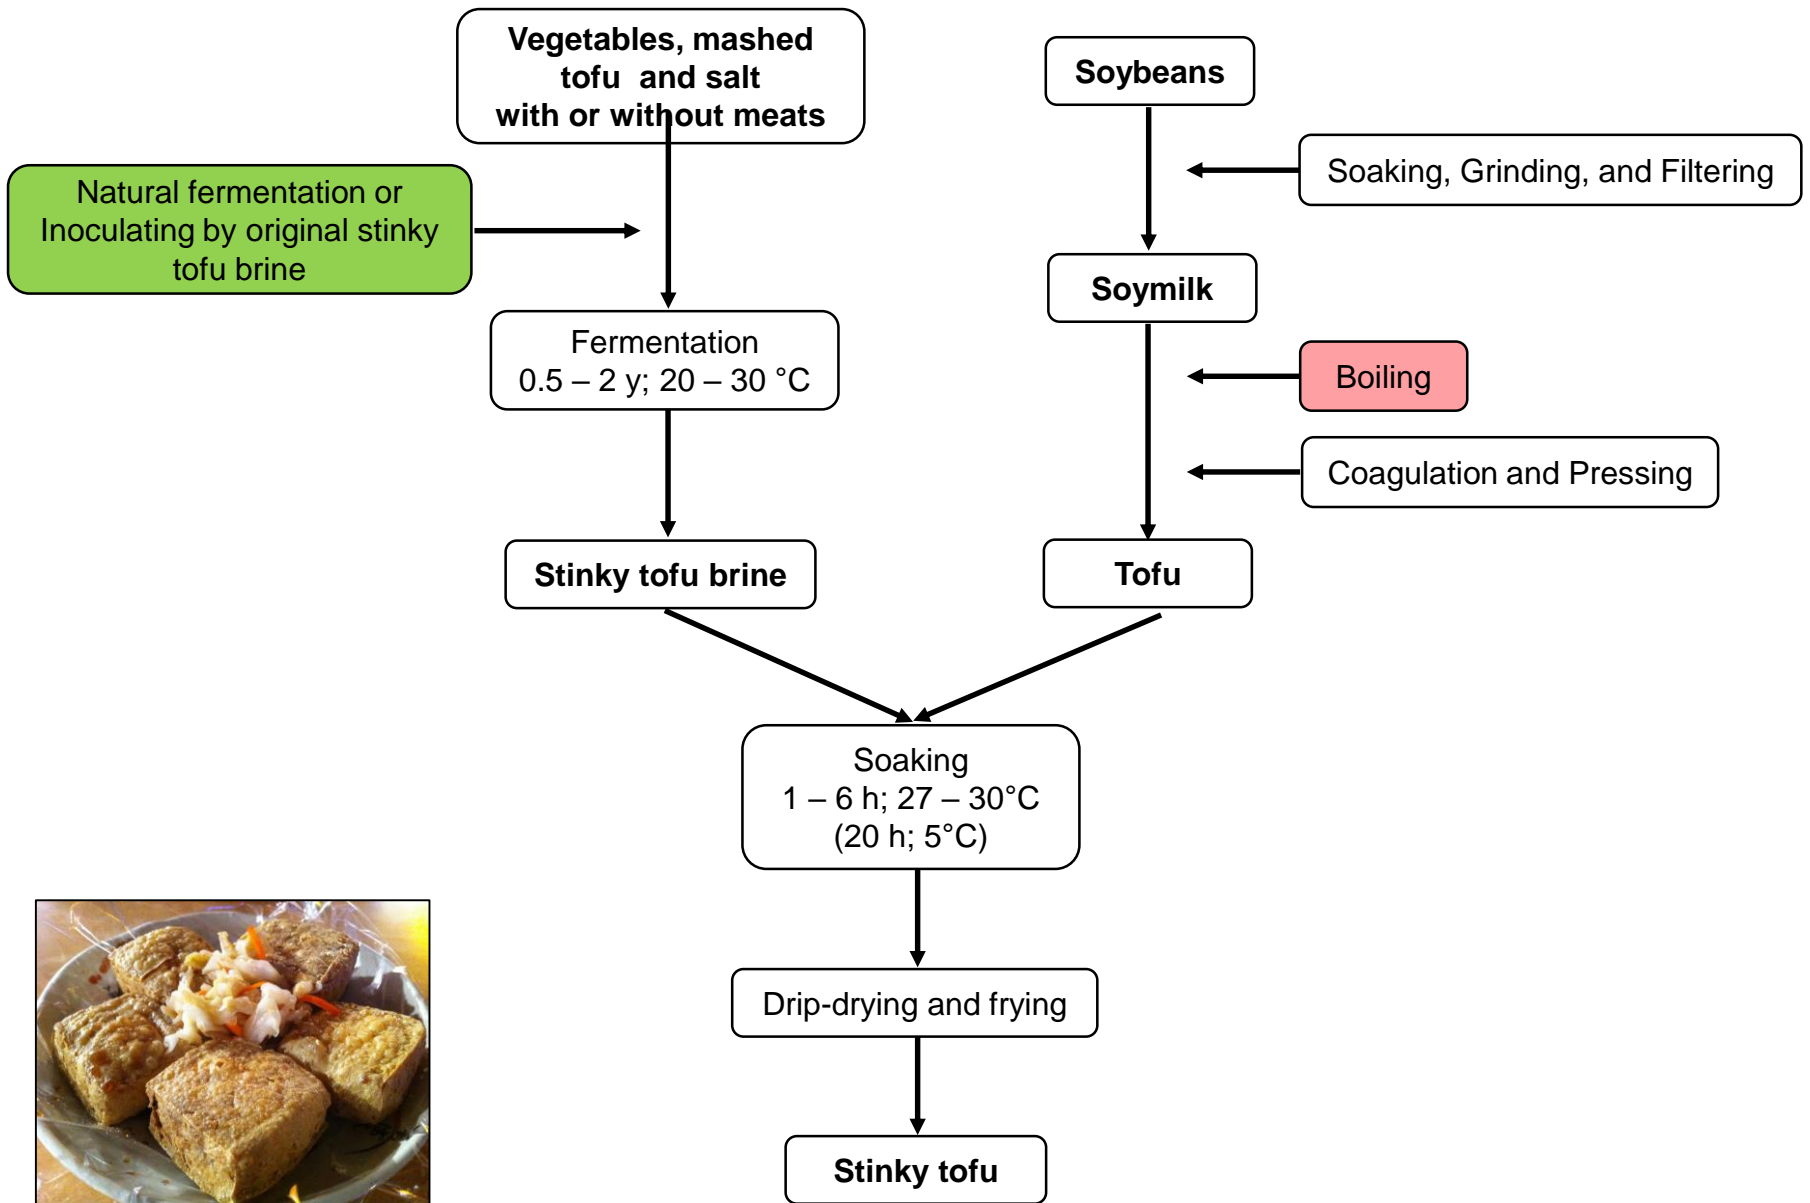 Vegetables, mashed
tofu and salt
with or without meats
Natural fermentation or
Inoculating by original stinky
tofu brine
Fermentation
0.5 – 2 y; 20 – 30 °C
Stinky tofu brine
Soybeans
Soaking, Grinding, and Filtering
Soymilk
Boiling
Coagulation and Pressing
Tofu
Soaking
1 – 6 h; 27 – 30°C
(20 h; 5°C)
Drip-drying and frying
Stinky tofu